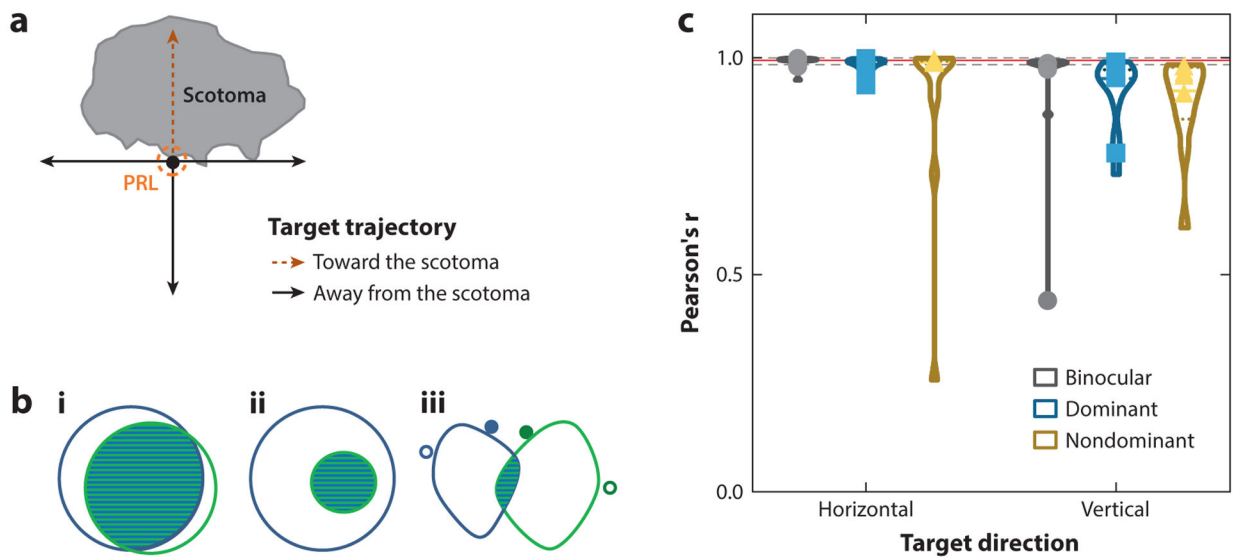 a
Scotoma
PRL
Target trajectory
Toward the scotoma
Away from the scotoma
b
i
ii
iii
c
1.0
0.5
0.0
Pearson's r
Binocular
Dominant
Nondominant
Horizontal
Vertical
Target direction